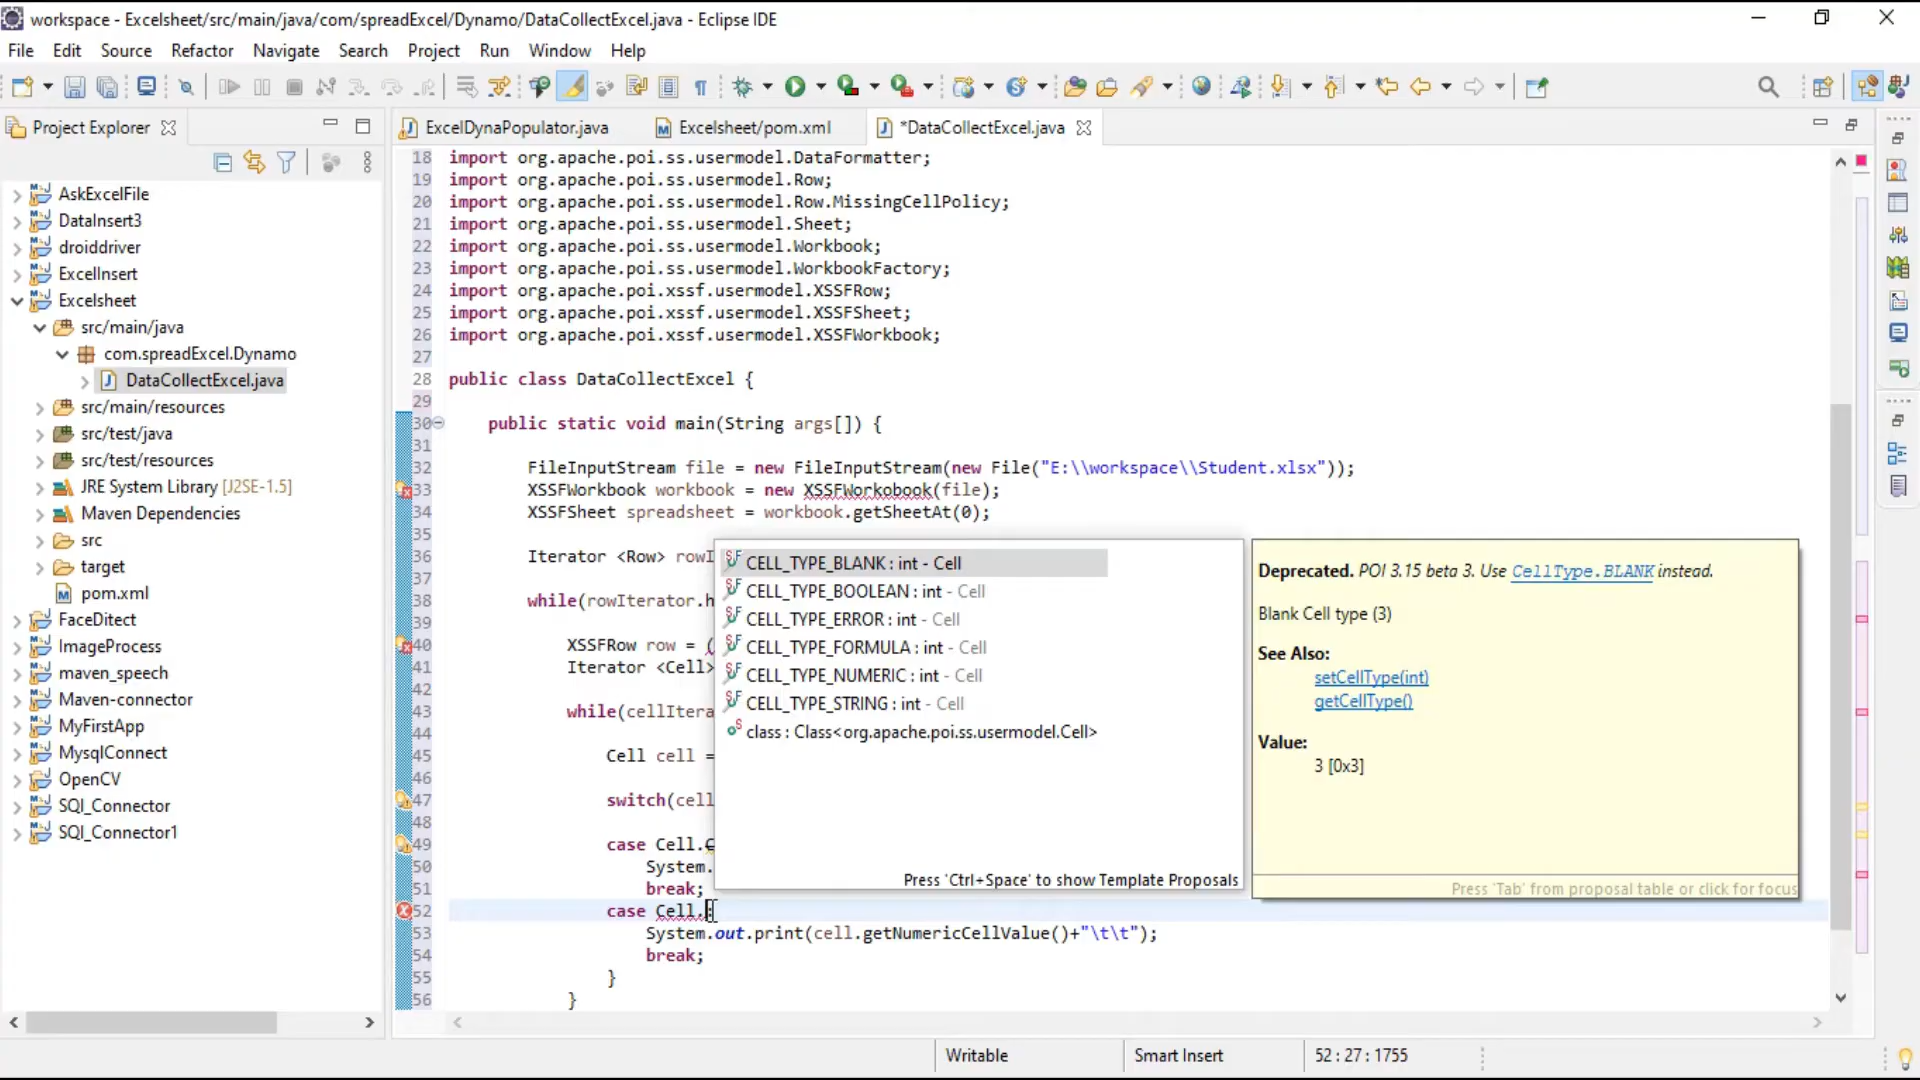 workspace - Excelsheet/src/main/java/com/spreadExcel/Dynamo/DataCollectExcel.java - Eclipse IDE
File Edit Source Refactor Navigate Search Project Run Window Help
Project Explorer
ExcelDynaPopulator.java
Excelsheet/pom.xml
*DataCollectExcel.java
AskExcelFile
DataInsert3
droiddriver
ExcelInsert
Excelsheet
src/main/java
com.spreadExcel.Dynamo
DataCollectExcel.java
src/main/resources
src/test/java
src/test/resources
JRE System Library [J2SE-1.5]
Maven Dependencies
src
target
pom.xml
FaceDitect
ImageProcess
maven_speech
Maven-connector
MyFirstApp
MysqlConnect
OpenCV
SQl_Connector
SQl_Connector1
18 import org.apache.poi.ss.usermodel.DataFormatter;
19 import org.apache.poi.ss.usermodel.Row;
20 import org.apache.poi.ss.usermodel.Row.MissingCellPolicy;
21 import org.apache.poi.ss.usermodel.Sheet;
22 import org.apache.poi.ss.usermodel.Workbook;
23 import org.apache.poi.ss.usermodel.WorkbookFactory;
24 import org.apache.poi.xssf.usermodel.XSSFRow;
25 import org.apache.poi.xssf.usermodel.XSSFSheet;
26 import org.apache.poi.xssf.usermodel.XSSFWorkbook;
27
28 public class DataCollectExcel {
29
30 public static void main(String args[]) {
31
32 FileInputStream file = new FileInputStream(new File("E:\\workspace\\Student.xlsx"));
33 XSSFWorkbook workbook = new XSSFWorkobook(file);
34 XSSFSheet spreadsheet = workbook.getSheetAt(0);
35
36 Iterator <Row> rowI
37
38 while(rowIterator.h
39
40 XSSFRow row = (
41 Iterator <Cell>
42
43 while(cellItera
44
45 Cell cell =
46
47 switch(cell
48
49 case Cell.C
50 System.
51 break;
52 case Cell.:
53 System.out.print(cell.getNumericCellValue()+"\t\t");
54 break;
55 }
56 }
CELL_TYPE_BLANK : int - Cell
CELL_TYPE_BOOLEAN : int - Cell
CELL_TYPE_ERROR : int - Cell
CELL_TYPE_FORMULA : int - Cell
CELL_TYPE_NUMERIC : int - Cell
CELL_TYPE_STRING : int - Cell
class : Class<org.apache.poi.ss.usermodel.Cell>
Press 'Ctrl+Space' to show Template Proposals
Deprecated. POI 3.15 beta 3. Use CellType.BLANK instead.
Blank Cell type (3)
See Also:
setCellType(int)
getCellType()
Value:
3 [0x3]
Press 'Tab' from proposal table or click for focus
Writable
Smart Insert
52 : 27 : 1755